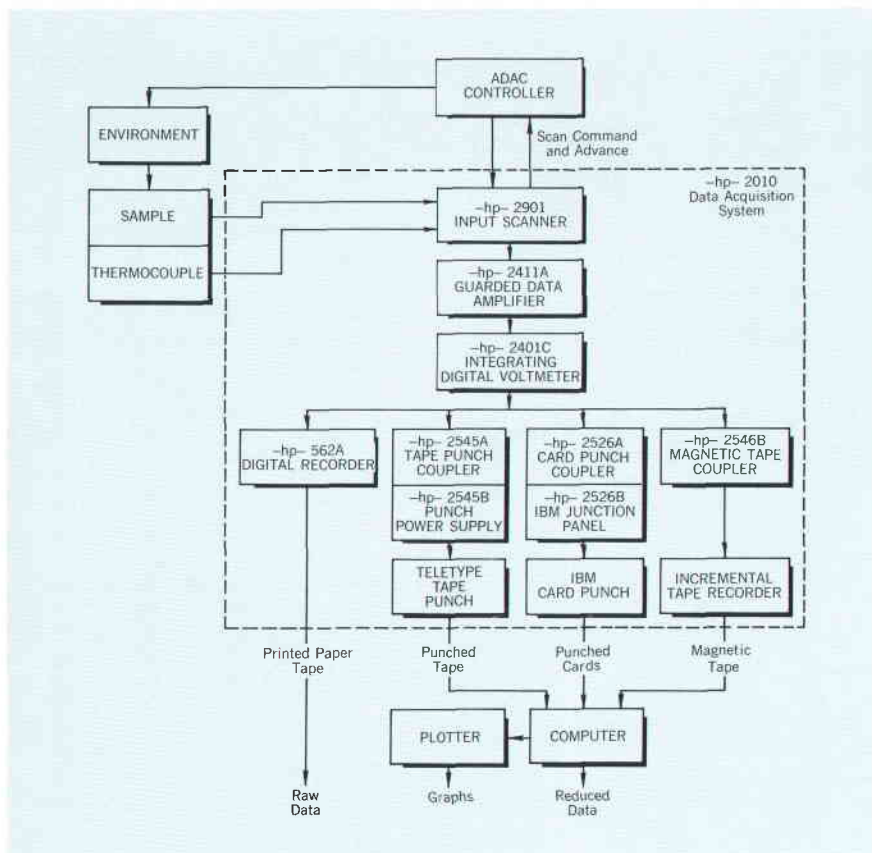 ADAC
CONTROLLER
ENVIRONMENT
Scan Command
and Advance
-hp- 2010
Data Acquisition
System
SAMPLE
THERMOCOUPLE
-hp- 2901
INPUT SCANNER
-hp- 2411A
GUARDED DATA
AMPLIFIER
-hp- 2401C
INTEGRATING
DIGITAL VOLTMETER
-hp- 562A
DIGITAL RECORDER
-hp- 2545A
TAPE PUNCH
COUPLER
-hp- 2545B
PUNCH
POWER SUPPLY
-hp- 2526A
CARD PUNCH
COUPLER
-hp- 2526B
IBM JUNCTION
PANEL
-hp- 2546B
MAGNETIC TAPE
COUPLER
TELETYPE
TAPE
PUNCH
IBM
CARD PUNCH
INCREMENTAL
TAPE RECORDER
Printed Paper
Tape
Punched
Tape
Punched
Cards
Magnetic
Tape
PLOTTER
COMPUTER
Raw
Data
Graphs
Reduced
Data